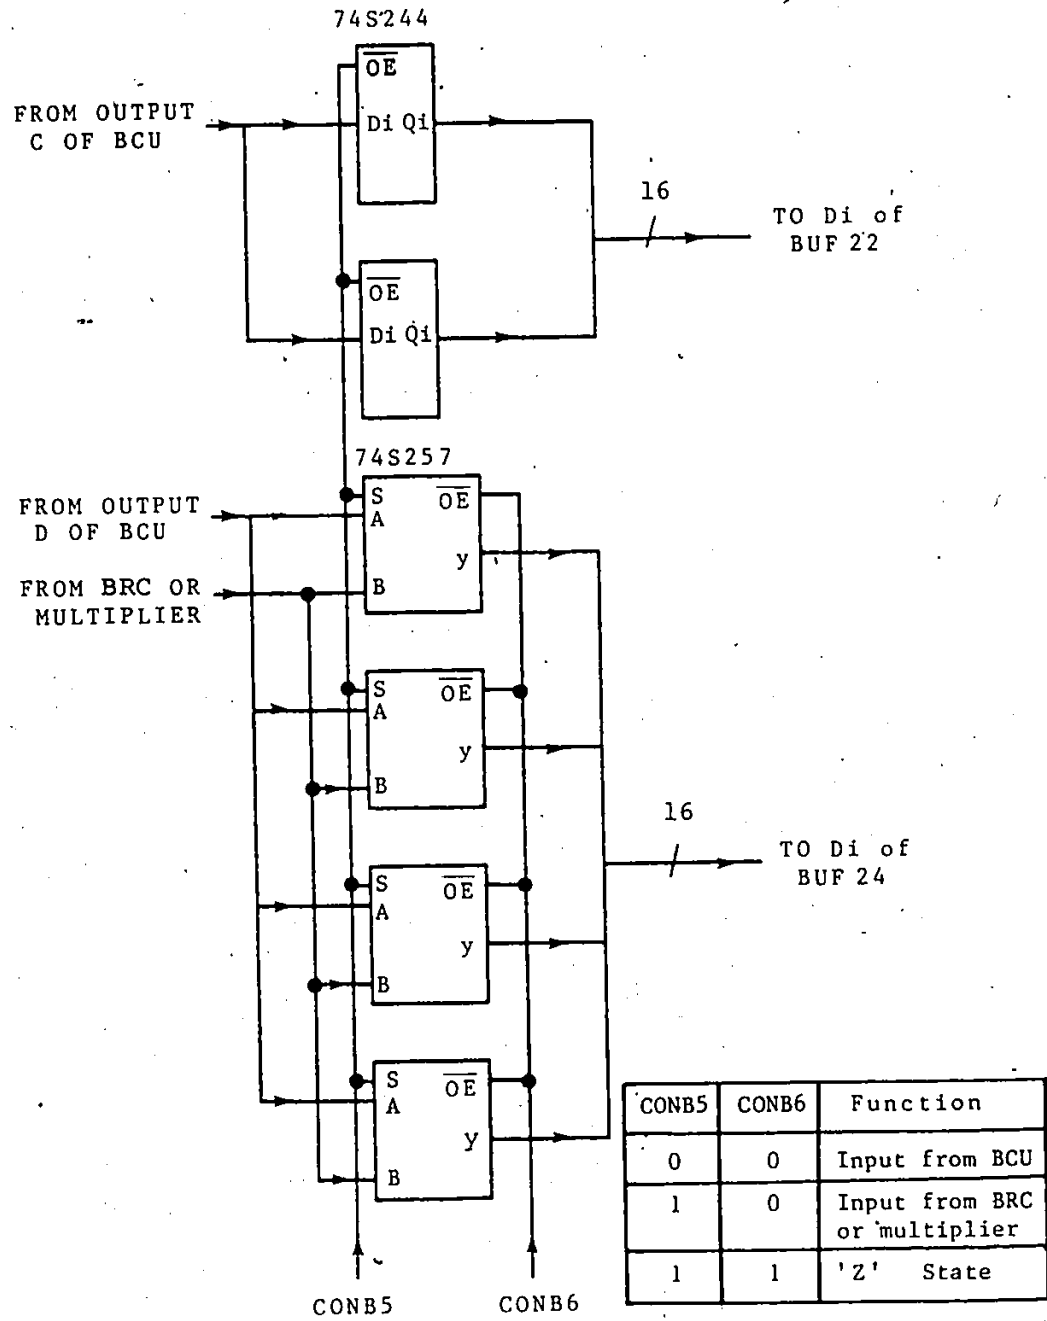 74S244
OE
FROM OUTPUT
C OF BCU
Di Qi
16
TO Di of
BUF 22
OE
Di Qi
74S257
S
OE
FROM OUTPUT
D OF BCU
A
y
FROM BRC OR
MULTIPLIER
B
S
OE
A
y
B
16
TO Di of
BUF 24
S
OE
A
y
B
S
OE
A
y
B
CONB5 CONB6 Function
0 0 Input from BCU
1 0 Input from BRC
or multiplier
1 1 'Z' State
CONB5
CONB6